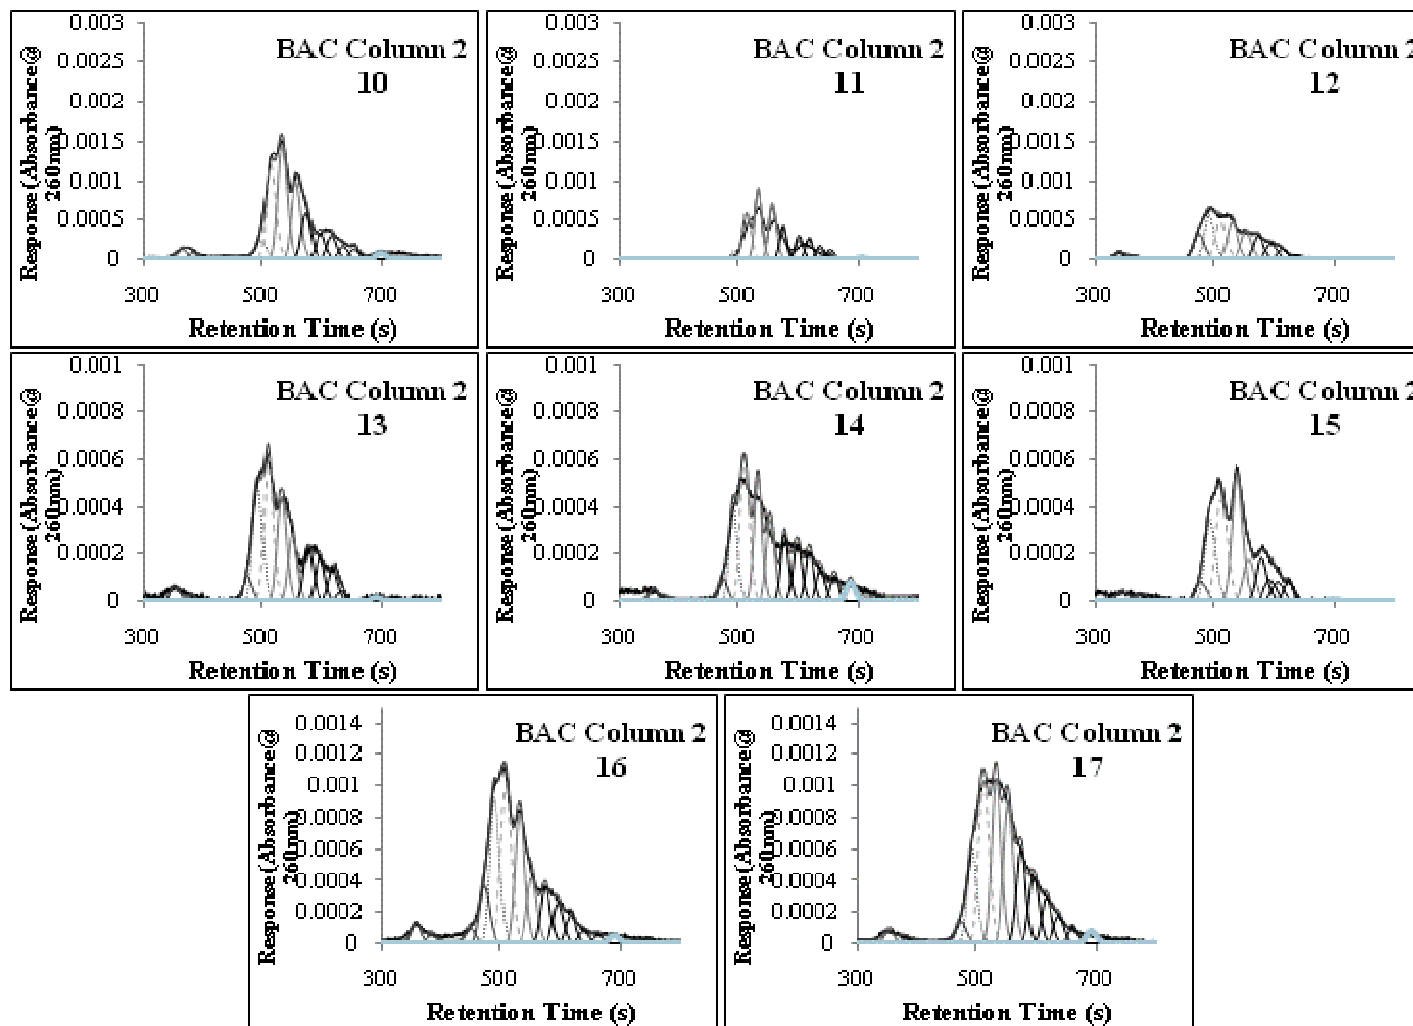 0.003
0.0025
0.002
0.0015
0.001
0.0005
0
300 500 700
Response (Absorbance@
260nm)
BAC Column 2
10
Retention Time (s)
0.003
0.0025
0.002
0.0015
0.001
0.0005
0
300 500 700
Response (Absorbance@
260nm)
BAC Column 2
11
Retention Time (s)
0.003
0.0025
0.002
0.0015
0.001
0.0005
0
300 500 700
Response (Absorbance@
260nm)
BAC Column 2
12
Retention Time (s)
0.001
0.0008
0.0006
0.0004
0.0002
0
300 500 700
Response (Absorbance@
260nm)
BAC Column 2
13
Retention Time (s)
0.001
0.0008
0.0006
0.0004
0.0002
0
300 500 700
Response (Absorbance@
260nm)
BAC Column 2
14
Retention Time (s)
0.001
0.0008
0.0006
0.0004
0.0002
0
300 500 700
Response (Absorbance@
260nm)
BAC Column 2
15
Retention Time (s)
0.0014
0.0012
0.001
0.0008
0.0006
0.0004
0.0002
0
300 500 700
Response (Absorbance@
260nm)
BAC Column 2
16
Retention Time (s)
0.0014
0.0012
0.001
0.0008
0.0006
0.0004
0.0002
0
300 500 700
Response (Absorbance@
260nm)
BAC Column 2
17
Retention Time (s)